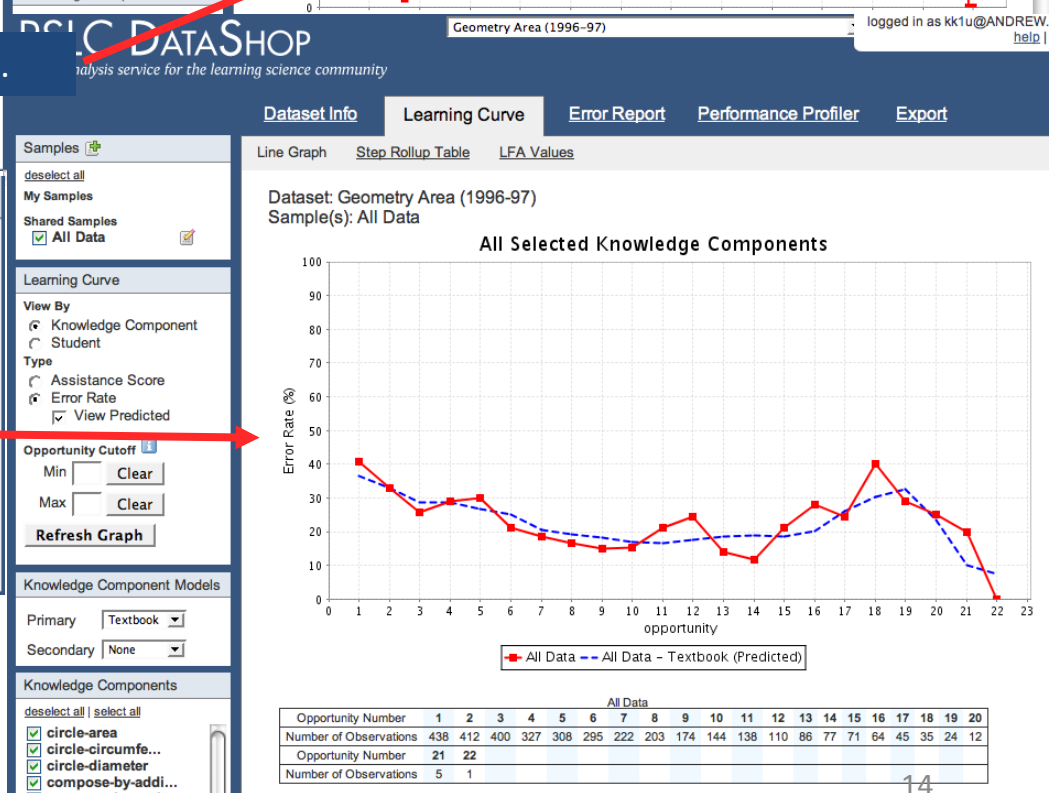 0
PSLC DATASHOP
Geometry Area (1996-97)
logged in as kk1u@ANDREW.
help |
.
alysis service for the learning science community
Dataset Info Learning Curve Error Report Performance Profiler Export
Samples
deselect all
My Samples
Shared Samples
All Data
Line Graph Step Rollup Table LFA Values
Learning Curve
View By
Knowledge Component
Student
Type
Assistance Score
Error Rate
View Predicted
Opportunity Cutoff i
Min Clear
Max Clear
Refresh Graph
Knowledge Component Models
Primary Textbook
Secondary None
Knowledge Components
deselect all | select all
circle-area
circle-circumfe...
circle-diameter
compose-by-addi...
Dataset: Geometry Area (1996-97)
Sample(s): All Data
All Selected Knowledge Components
100
90
80
70
60
50
40
30
20
10
0
Error Rate (%)
0 1 2 3 4 5 6 7 8 9 10 11 12 13 14 15 16 17 18 19 20 21 22 23
opportunity
All Data All Data - Textbook (Predicted)
All Data
Opportunity Number 1 2 3 4 5 6 7 8 9 10 11 12 13 14 15 16 17 18 19 20
Number of Observations 438 412 400 327 308 295 222 203 174 144 138 110 86 77 71 64 45 35 24 12
Opportunity Number 21 22
Number of Observations 5 1
14